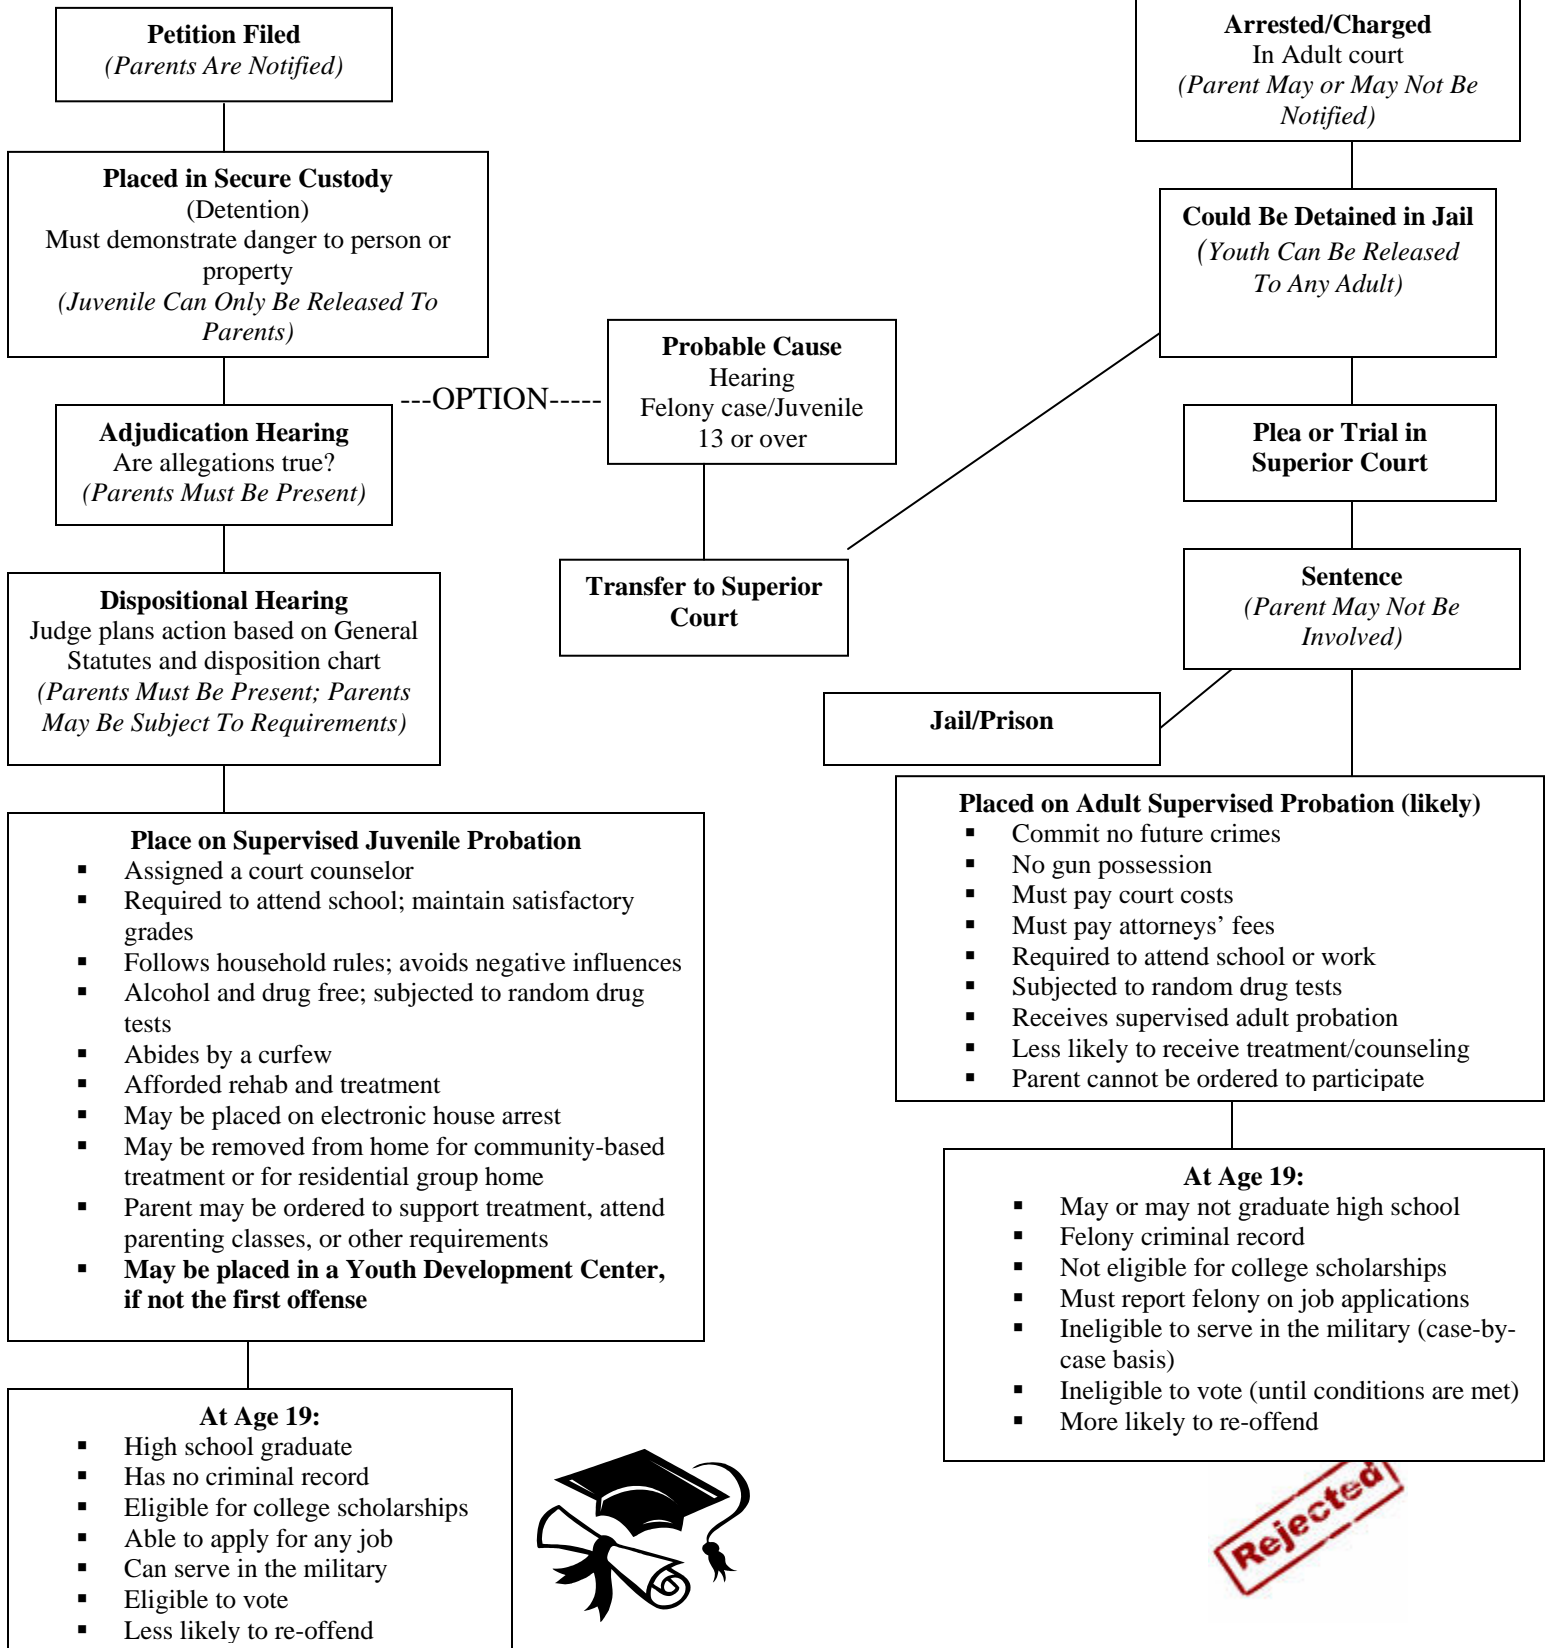 Petition Filed
(Parents Are Notified)
Placed in Secure Custody
(Detention)
Must demonstrate danger to person or
property
(Juvenile Can Only Be Released To
Parents)
---OPTION-----
Adjudication Hearing
Are allegations true?
(Parents Must Be Present)
Dispositional Hearing
Judge plans action based on General
Statutes and disposition chart
(Parents Must Be Present; Parents
May Be Subject To Requirements)
Place on Supervised Juvenile Probation
▪ Assigned a court counselor
▪ Required to attend school; maintain satisfactory
grades
▪ Follows household rules; avoids negative influences
▪ Alcohol and drug free; subjected to random drug
tests
▪ Abides by a curfew
▪ Afforded rehab and treatment
▪ May be placed on electronic house arrest
▪ May be removed from home for community-based
treatment or for residential group home
▪ Parent may be ordered to support treatment, attend
parenting classes, or other requirements
▪ May be placed in a Youth Development Center,
if not the first offense
At Age 19:
▪ High school graduate
▪ Has no criminal record
▪ Eligible for college scholarships
▪ Able to apply for any job
▪ Can serve in the military
▪ Eligible to vote
▪ Less likely to re-offend
Probable Cause
Hearing
Felony case/Juvenile
13 or over
Transfer to Superior
Court
Arrested/Charged
In Adult court
(Parent May or May Not Be
Notified)
Could Be Detained in Jail
(Youth Can Be Released
To Any Adult)
Plea or Trial in
Superior Court
Sentence
(Parent May Not Be
Involved)
Jail/Prison
Placed on Adult Supervised Probation (likely)
▪ Commit no future crimes
▪ No gun possession
▪ Must pay court costs
▪ Must pay attorneys’ fees
▪ Required to attend school or work
▪ Subjected to random drug tests
▪ Receives supervised adult probation
▪ Less likely to receive treatment/counseling
▪ Parent cannot be ordered to participate
At Age 19:
▪ May or may not graduate high school
▪ Felony criminal record
▪ Not eligible for college scholarships
▪ Must report felony on job applications
▪ Ineligible to serve in the military (case-by-
case basis)
▪ Ineligible to vote (until conditions are met)
▪ More likely to re-offend
Rejected